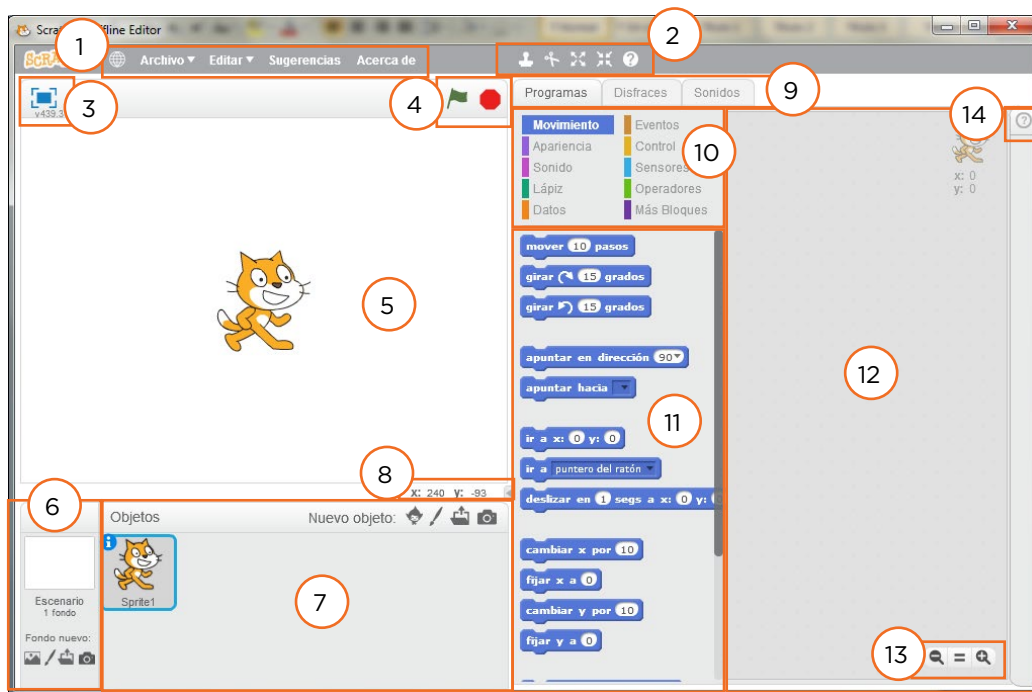 Scratch 2 Offline Editor
1
2
SCRATCH
Archivo Editar Sugerencias Acerca de
3
v439.3
4
Programas Disfraces Sonidos
9
14
Movimiento
Apariencia
Sonido
Lápiz
Datos
Eventos
Control
Sensores
Operadores
Más Bloques
10
x: 0
y: 0
mover 10 pasos
girar 15 grados
girar 15 grados
apuntar en dirección 90
apuntar hacia
ir a x: 0 y: 0
ir a puntero del ratón
deslizar en 1 segs a x: 0 y:
cambiar x por 10
fijar x a 0
cambiar y por 10
fijar y a 0
11
12
13
5
8
x: 240 y: -93
6
Escenario
1 fondo
Fondo nuevo:
Objetos
Nuevo objeto:
Sprite1
7